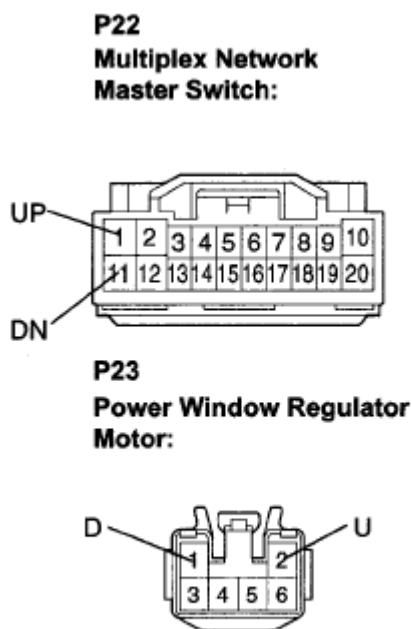 P22
Multiplex Network
Master Switch:
UP
1 2 3 4 5 6 7 8 9 10
11 12 13 14 15 16 17 18 19 20
DN
P23
Power Window Regulator
Motor:
D U
1 2
3 4 5 6